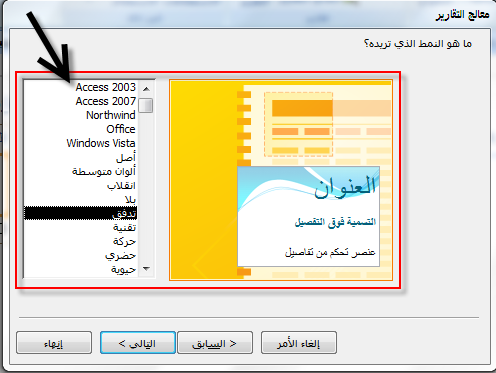 معالج التقارير
ما هو النمط الذي تريده؟
Access 2003
Access 2007
Northwind
Office
Windows Vista
أصل
ألوان متوسطة
انقلاب
بلا
تدفق
تقنية
حركة
حضري
حيوية
العنوان
التسمية فوق التفصيل
عنصر تحكم من تفاصيل
إلغاء الأمر
< السابق
التالي >
إنهاء